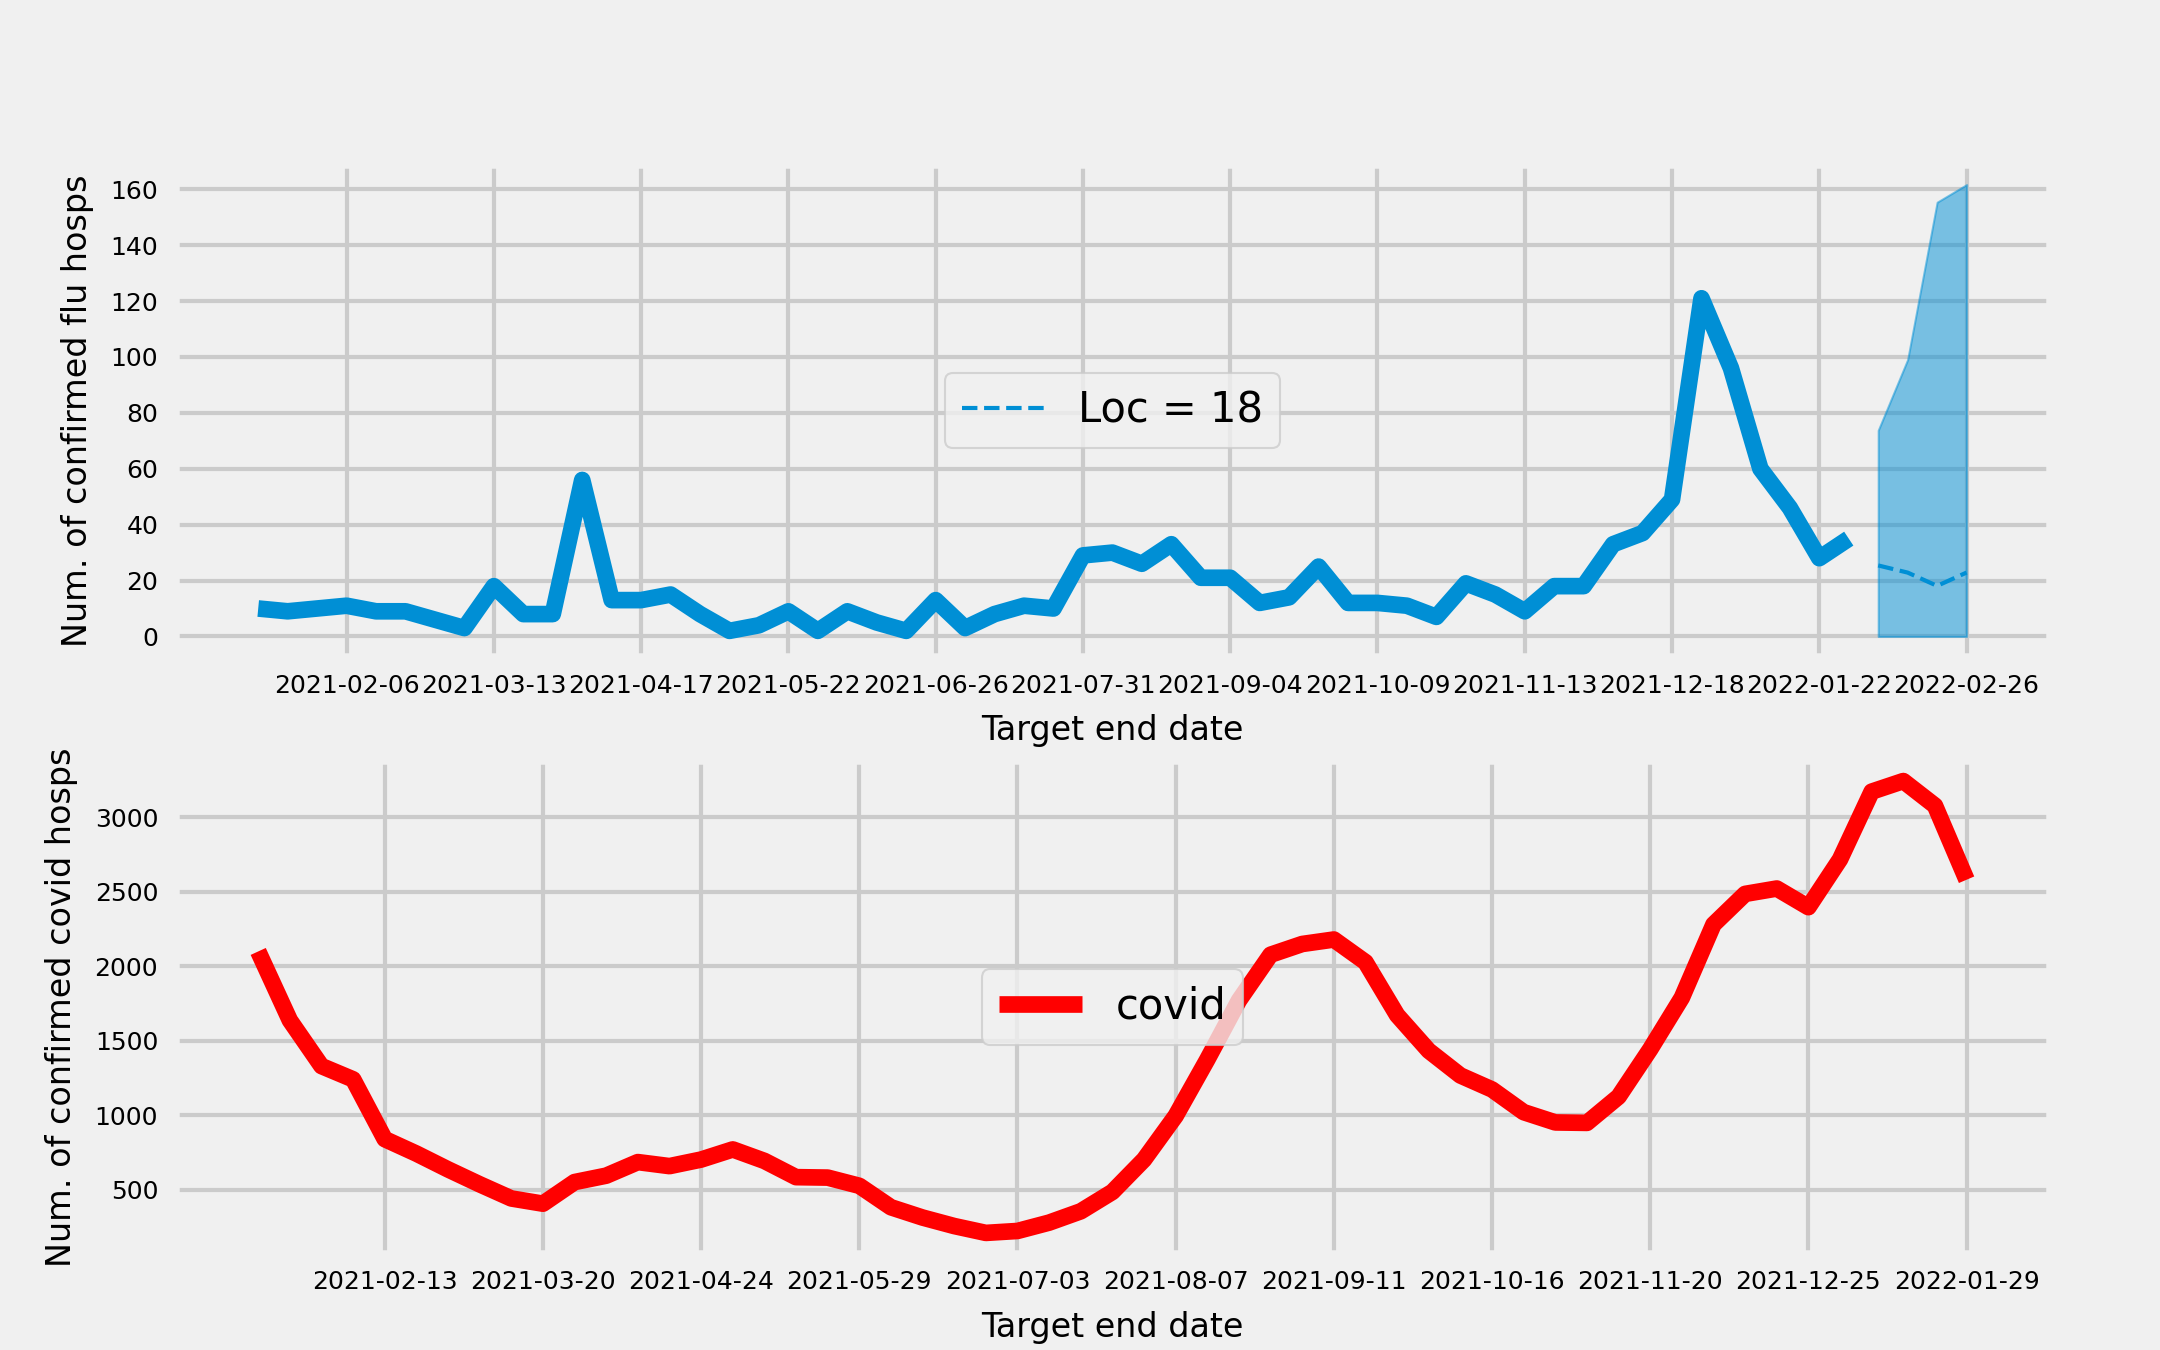 Num. of confirmed flu hosps
160
140
120
100
80
60
40
20
0
Loc = 18
2021-02-06 2021-03-13 2021-04-17 2021-05-22 2021-06-26 2021-07-31 2021-09-04 2021-10-09 2021-11-13 2021-12-18 2022-01-22 2022-02-26
Target end date
Num. of confirmed covid hosps
3000
2500
2000
1500
1000
500
covid
2021-02-13 2021-03-20 2021-04-24 2021-05-29 2021-07-03 2021-08-07 2021-09-11 2021-10-16 2021-11-20 2021-12-25 2022-01-29
Target end date